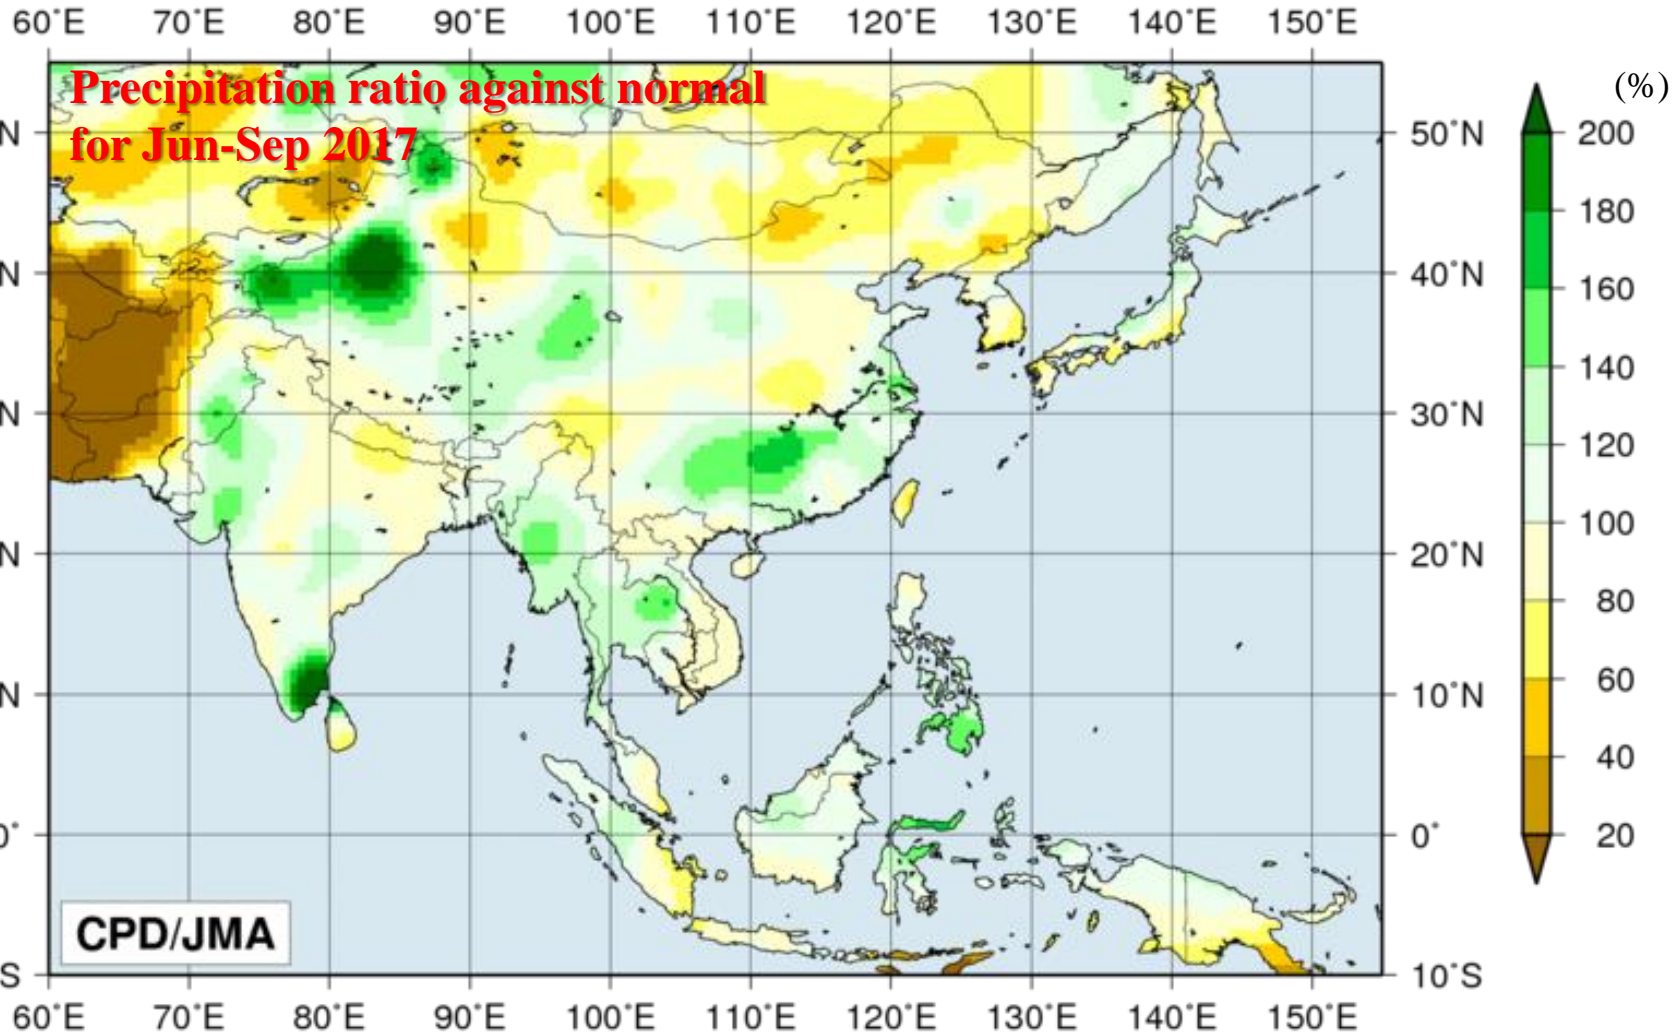 60˚E 70˚E 80˚E 90˚E 100˚E 110˚E 120˚E 130˚E 140˚E 150˚E
Precipitation ratio against normal
for Jun-Sep 2017
(%)
N 50˚N 200
180
N 40˚N 160
140
N 30˚N 120
100
N 20˚N 80
60
N 10˚N 40
0˚ 0˚ 20
CPD/JMA
S 10˚S
60˚E 70˚E 80˚E 90˚E 100˚E 110˚E 120˚E 130˚E 140˚E 150˚E